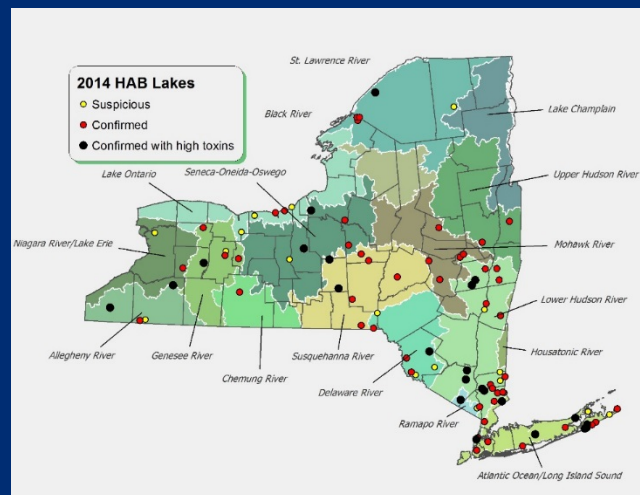 2014 HAB Lakes
Suspicious
Confirmed
Confirmed with high toxins
St. Lawrence River
Black River
Lake Champlain
Seneca-Oneida-Oswego
Lake Ontario
Upper Hudson River
Niagara River/Lake Erie
Mohawk River
Lower Hudson River
Allegheny River
Genesee River
Chemung River
Susquehanna River
Housatonic River
Delaware River
Ramapo River
Atlantic Ocean/Long Island Sound